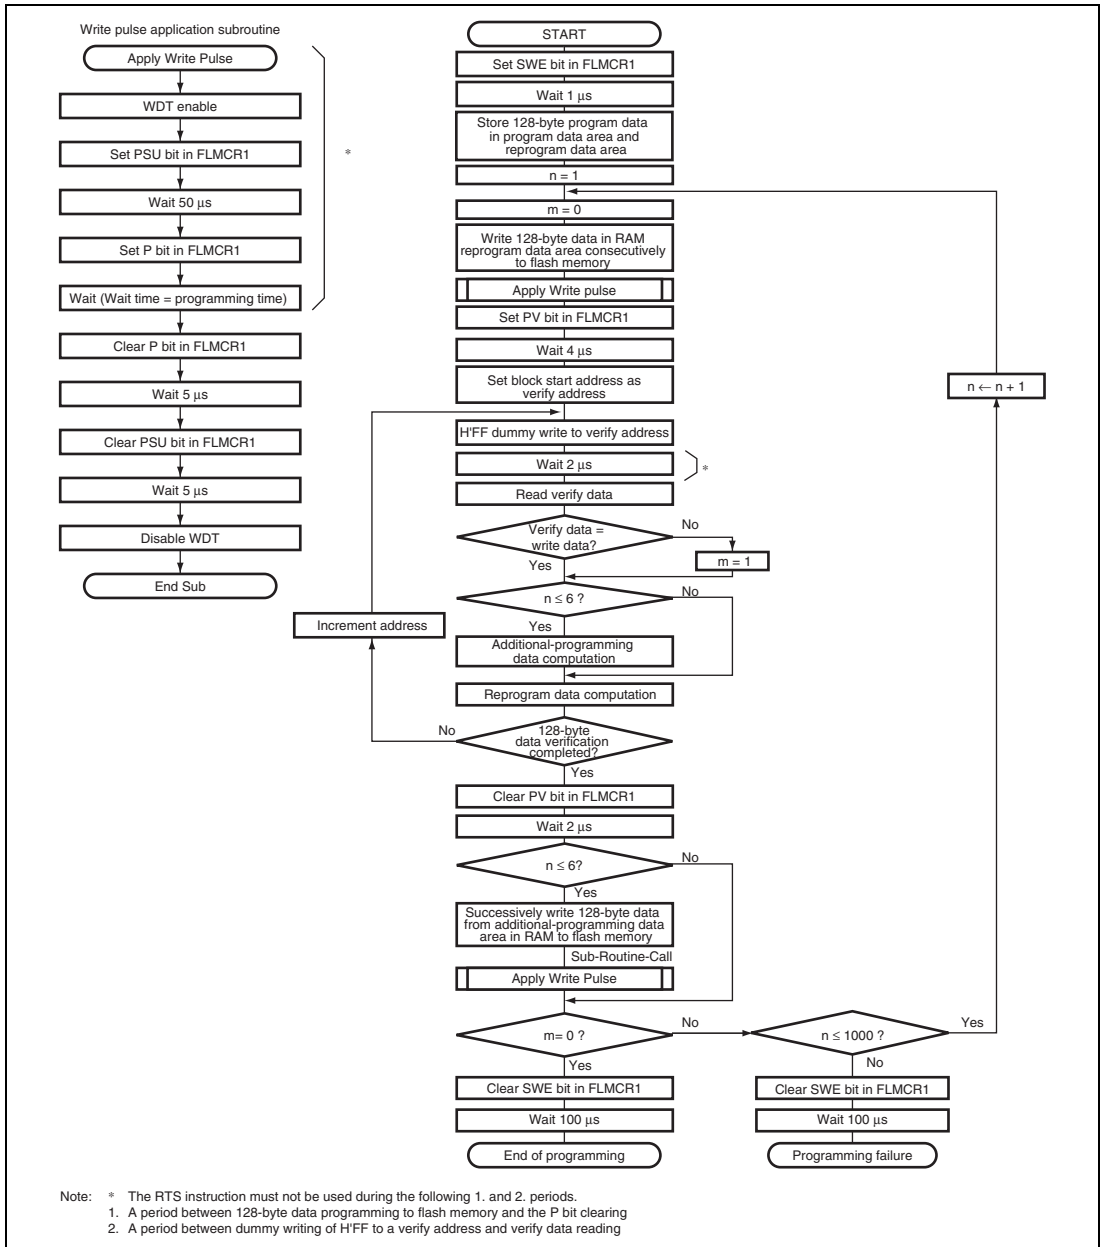 Write pulse application subroutine
Apply Write Pulse
WDT enable
Set PSU bit in FLMCR1
Wait 50 μs
Set P bit in FLMCR1
Wait (Wait time = programming time)
Clear P bit in FLMCR1
Wait 5 μs
Clear PSU bit in FLMCR1
Wait 5 μs
Disable WDT
End Sub
*
START
Set SWE bit in FLMCR1
Wait 1 μs
Store 128-byte program data
in program data area and
reprogram data area
n = 1
m = 0
Write 128-byte data in RAM
reprogram data area consecutively
to flash memory
Apply Write pulse
Set PV bit in FLMCR1
Wait 4 μs
Set block start address as
verify address
n ← n + 1
H'FF dummy write to verify address
Wait 2 μs
*
Read verify data
Verify data =
write data?
No
m = 1
Yes
n ≤ 6 ?
No
Yes
Increment address
Additional-programming
data computation
Reprogram data computation
128-byte
data verification
completed?
No
Yes
Clear PV bit in FLMCR1
Wait 2 μs
n ≤ 6?
No
Yes
Successively write 128-byte data
from additional-programming data
area in RAM to flash memory
Sub-Routine-Call
Apply Write Pulse
m= 0 ?
No
n ≤ 1000 ?
Yes
Yes
No
Clear SWE bit in FLMCR1
Clear SWE bit in FLMCR1
Wait 100 μs
Wait 100 μs
End of programming
Programming failure
Note: * The RTS instruction must not be used during the following 1. and 2. periods.
1. A period between 128-byte data programming to flash memory and the P bit clearing
2. A period between dummy writing of H'FF to a verify address and verify data reading